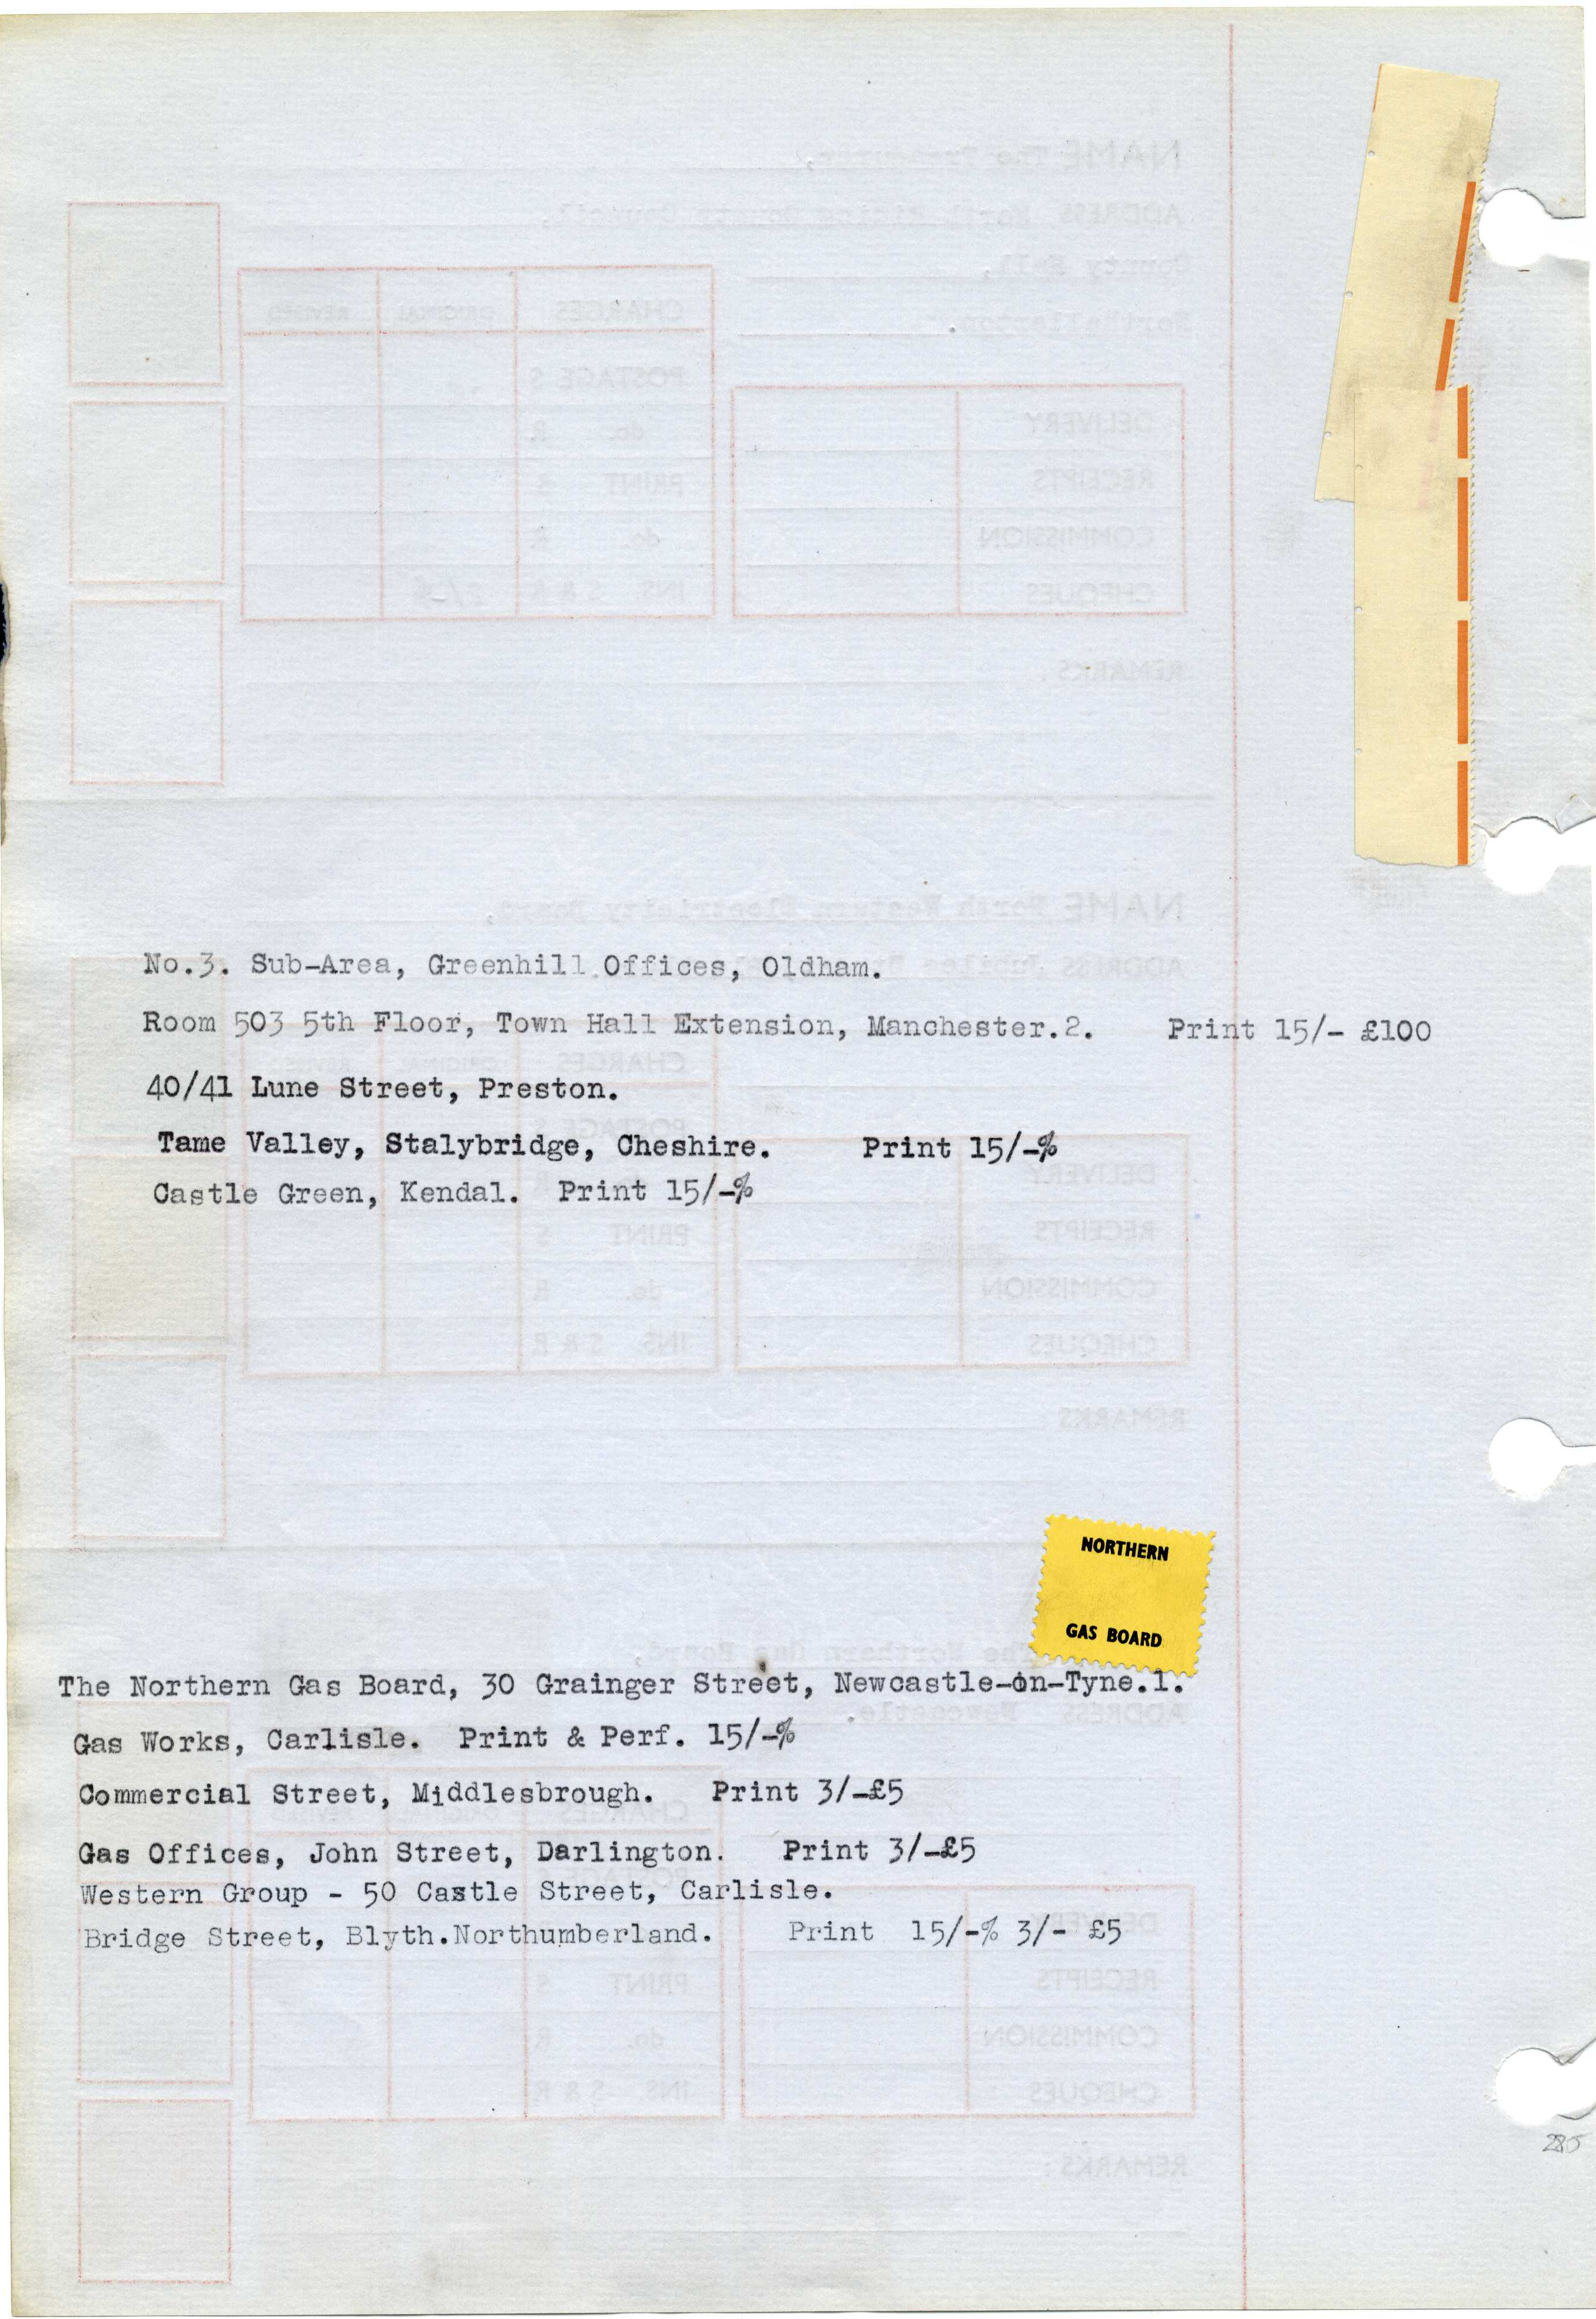 No.3. Sub-Area, Greenhill Offices, Oldham.
Room 503 5th Floor, Town Hall Extension, Manchester.2. Print 15/- £100
40/41 Lune Street, Preston.
Tame Valley, Stalybridge, Cheshire. Print 15/-%
Castle Green, Kendal. Print 15/-%
NORTHERN
GAS BOARD
The Northern Gas Board, 30 Grainger Street, Newcastle-on-Tyne.1.
Gas Works, Carlisle. Print & Perf. 15/-%
Commercial Street, Middlesbrough. Print 3/-£5
Gas Offices, John Street, Darlington. Print 3/-£5
Western Group - 50 Castle Street, Carlisle.
Bridge Street, Blyth.Northumberland. Print 15/-% 3/- £5
285